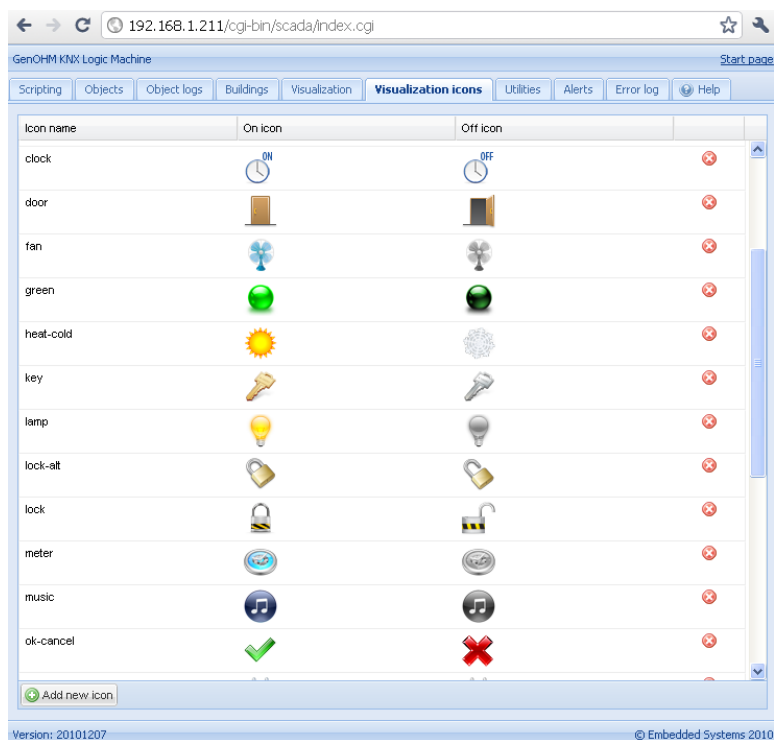 192.168.1.211/cgi-bin/scada/index.cgi
GenOHM KNX Logic Machine Start page
Scripting Objects Object logs Buildings Visualization Visualization icons Utilities Alerts Error log Help
Icon name On icon Off icon
clock ON OFF
door
fan
green
heat-cold
key
lamp
lock-alt
lock
meter
music
ok-cancel
Add new icon
Version: 20101207 © Embedded Systems 2010